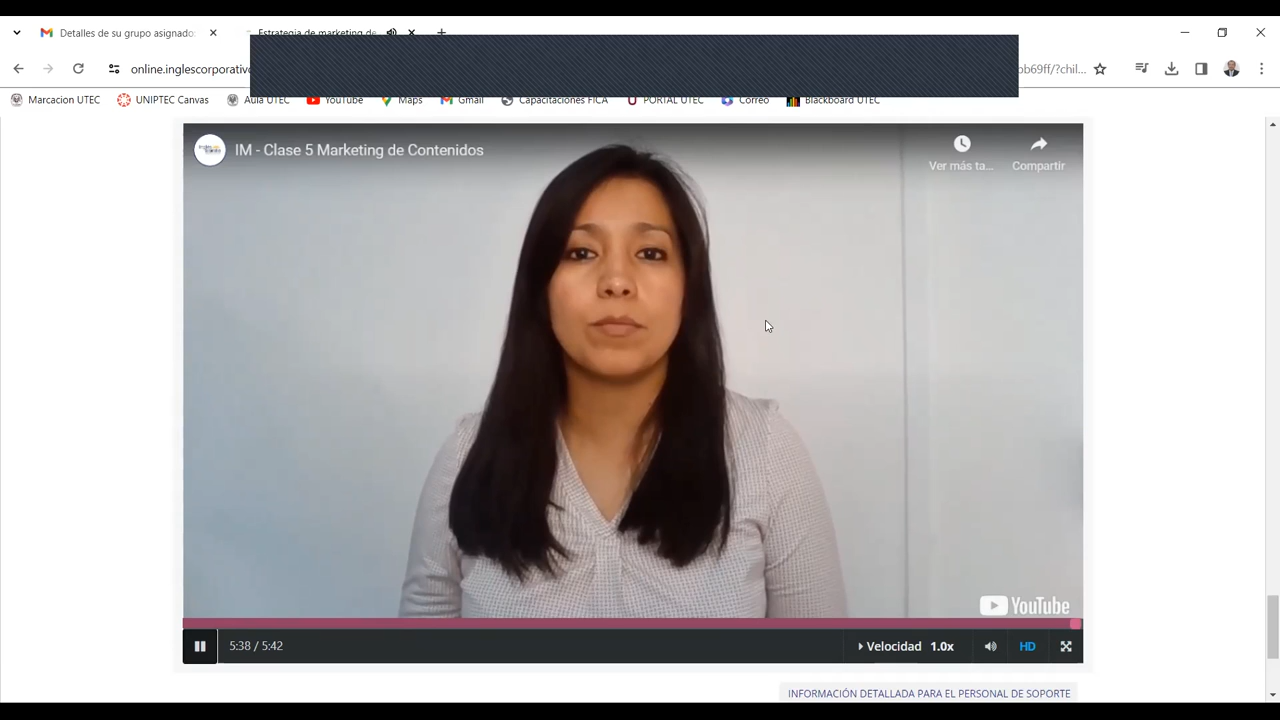 Detalles de su grupo asignado
Estrategia de marketing de
online.inglescorporativo
bb69ff/?chil...
Marcacion UTEC
UNIPTEC Canvas
Aula UTEC
YouTube
Maps
Gmail
Capacitaciones FICA
PORTAL UTEC
Correo
Blackboard UTEC
IM - Clase 5 Marketing de Contenidos
Ver más ta...
Compartir
YouTube
5:38 / 5:42
Velocidad 1.0x
HD
INFORMACIÓN DETALLADA PARA EL PERSONAL DE SOPORTE